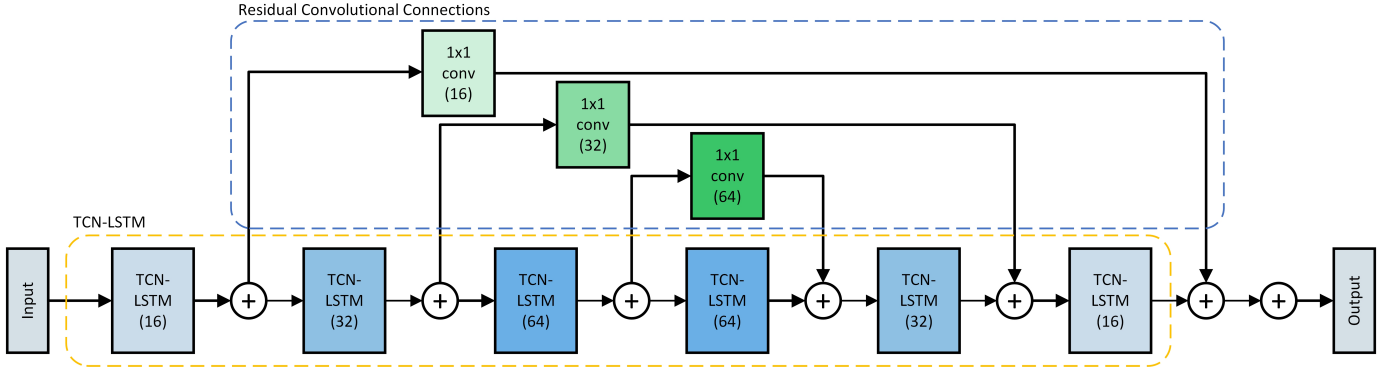 Residual Convolutional Connections
1x1
conv
(16)
1x1
conv
(32)
1x1
conv
(64)
TCN-LSTM
Input
TCN-
LSTM
(16)
+
TCN-
LSTM
(32)
+
TCN-
LSTM
(64)
+
TCN-
LSTM
(64)
+
TCN-
LSTM
(32)
+
TCN-
LSTM
(16)
+
+
Output